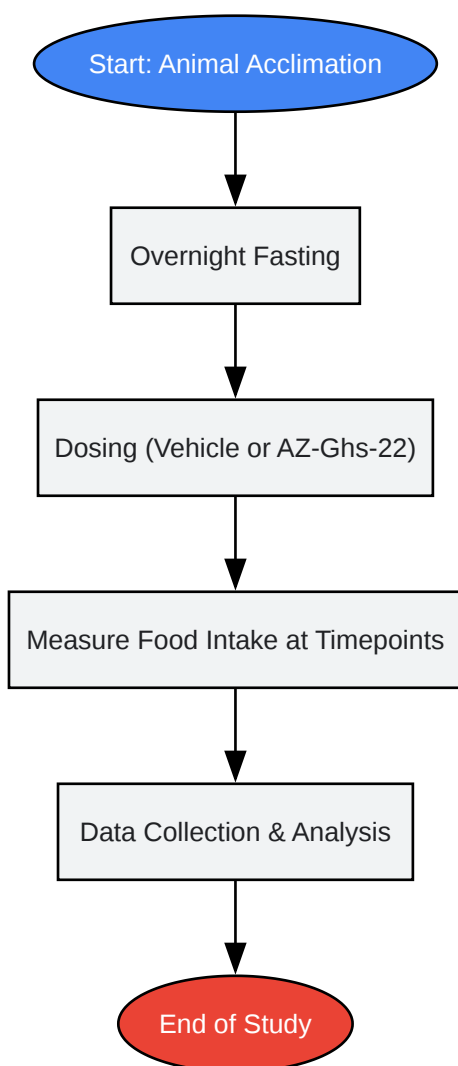 Start: Animal Acclimation
Overnight Fasting
Dosing (Vehicle or AZ-Ghs-22)
Measure Food Intake at Timepoints
Data Collection & Analysis
End of Study